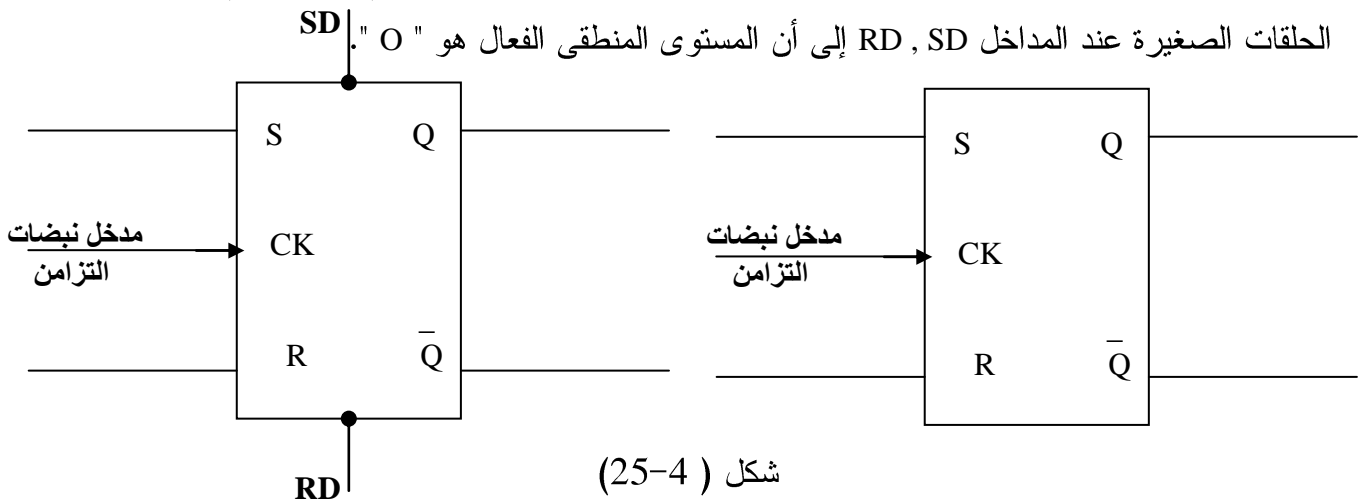 الحلقات الصغيرة عند المداخل RD , SD إلى أن المستوى المنطقى الفعال هو " O ".
SD
S Q
مدخل نبضات
التزامن
CK
R Q̅
RD
S Q
مدخل نبضات
التزامن
CK
R Q̅
شكل ( 4-25)